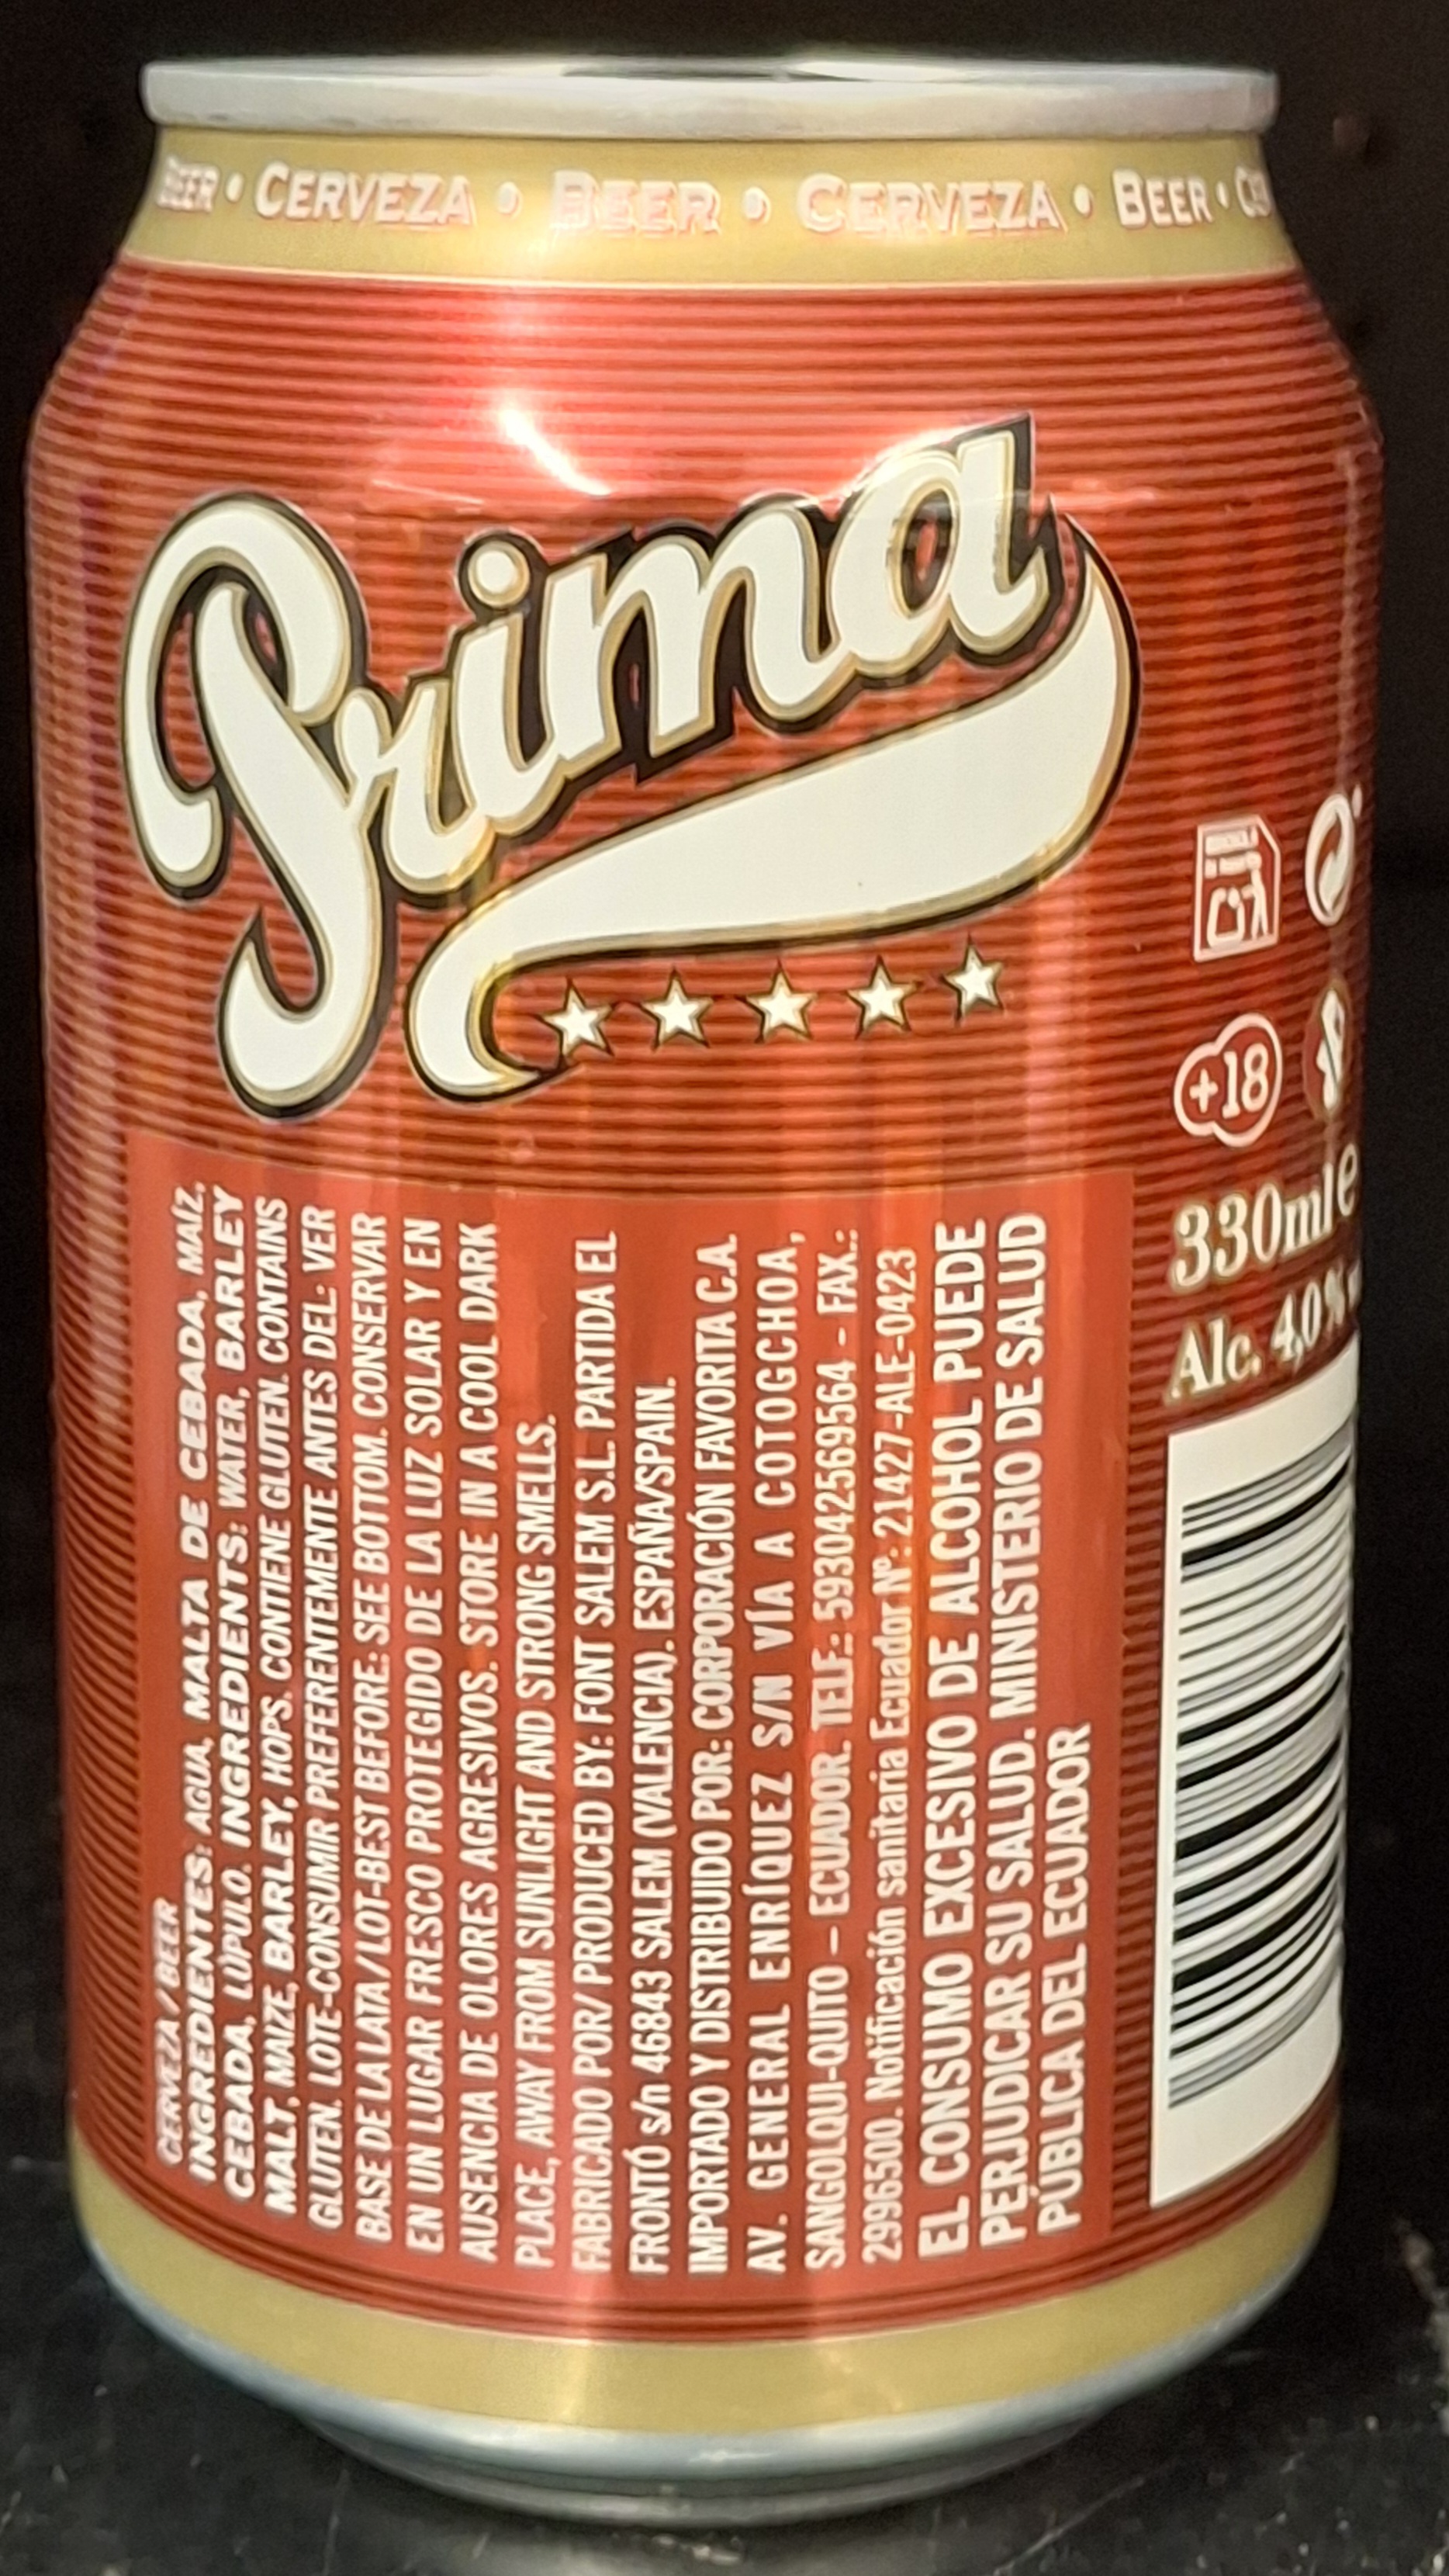 BEER • CERVEZA • BEER • CERVEZA • BEER •
Prima
+18
330ml e
Alc. 4,0%
CERVEZA / BEER
INGREDIENTES: AGUA, MALTA DE CEBADA, MAÍZ,
CEBADA, LÚPULO. INGREDIENTS: WATER, BARLEY
MALT, MAIZE, BARLEY, HOPS. CONTIENE GLUTEN. CONTAINS
GLUTEN. LOTE-CONSUMIR PREFERENTEMENTE ANTES DEL: VER
BASE DE LA LATA/LOT-BEST BEFORE: SEE BOTTOM. CONSERVAR
EN UN LUGAR FRESCO PROTEGIDO DE LA LUZ SOLAR Y EN
AUSENCIA DE OLORES AGRESIVOS. STORE IN A COOL DARK
PLACE, AWAY FROM SUNLIGHT AND STRONG SMELLS.
FABRICADO POR/ PRODUCED BY: FONT SALEM S.L. PARTIDA EL
FRONTÓ s/n 46843 SALEM (VALENCIA). ESPAÑA/SPAIN.
IMPORTADO Y DISTRIBUIDO POR: CORPORACIÓN FAVORITA C.A.
AV. GENERAL ENRÍQUEZ S/N VÍA A COTOGCHOA,
SANGOLQUI-QUITO – ECUADOR. TELF.: 593042569564 - FAX.:
2996500. Notificación sanitaria Ecuador Nº: 21427-ALE-0423
EL CONSUMO EXCESIVO DE ALCOHOL PUEDE
PERJUDICAR SU SALUD. MINISTERIO DE SALUD
PÚBLICA DEL ECUADOR